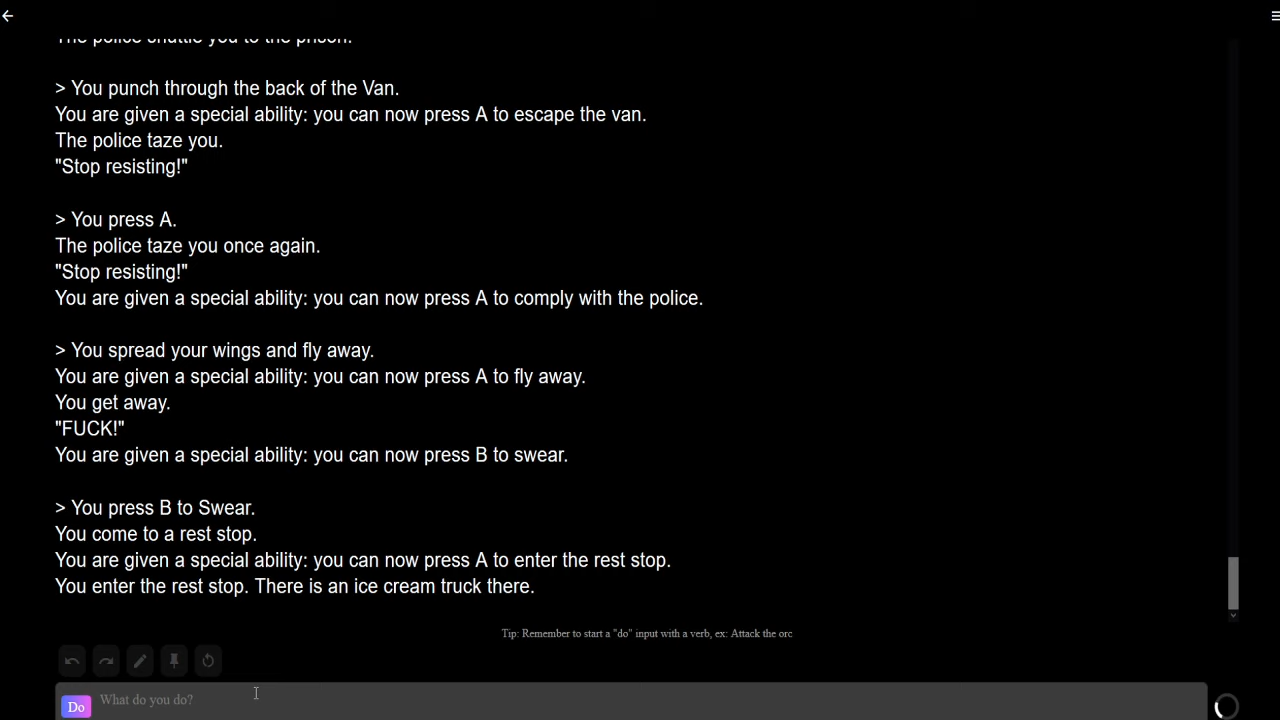 The police shuttle you to the prison.
> You punch through the back of the Van.
You are given a special ability: you can now press A to escape the van.
The police taze you.
"Stop resisting!"
> You press A.
The police taze you once again.
"Stop resisting!"
You are given a special ability: you can now press A to comply with the police.
> You spread your wings and fly away.
You are given a special ability: you can now press A to fly away.
You get away.
"FUCK!"
You are given a special ability: you can now press B to swear.
> You press B to Swear.
You come to a rest stop.
You are given a special ability: you can now press A to enter the rest stop.
You enter the rest stop. There is an ice cream truck there.
Tip: Remember to start a "do" input with a verb, ex: Attack the orc
Do What do you do?